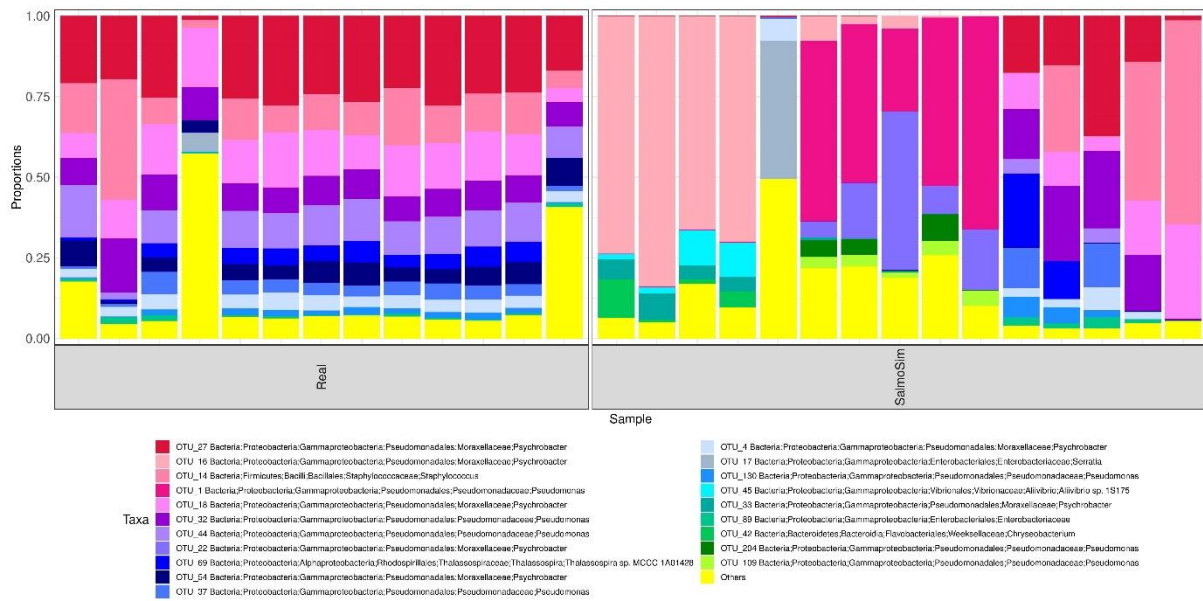 1.00
0.75
0.50
0.25
0.00
Proportions
Real
SalmoSim
Sample
Taxa
OTU_27 Bacteria;Proteobacteria;Gammaproteobacteria;Pseudomonadales;Moraxellaceae;Psychrobacter
OTU_16 Bacteria;Proteobacteria;Gammaproteobacteria;Pseudomonadales;Moraxellaceae;Psychrobacter
OTU_14 Bacteria;Firmicutes;Bacilli;Bacillales;Staphylococcaceae;Staphylococcus
OTU_1 Bacteria;Proteobacteria;Gammaproteobacteria;Pseudomonadales;Pseudomonadaceae;Pseudomonas
OTU_18 Bacteria;Proteobacteria;Gammaproteobacteria;Pseudomonadales;Moraxellaceae;Psychrobacter
OTU_32 Bacteria;Proteobacteria;Gammaproteobacteria;Pseudomonadales;Pseudomonadaceae;Pseudomonas
OTU_44 Bacteria;Proteobacteria;Gammaproteobacteria;Pseudomonadales;Pseudomonadaceae;Pseudomonas
OTU_22 Bacteria;Proteobacteria;Gammaproteobacteria;Pseudomonadales;Moraxellaceae;Psychrobacter
OTU_69 Bacteria;Proteobacteria;Alphaproteobacteria;Rhodospirillales;Thalassospiraceae;Thalassospira;Thalassospira sp. MCCC 1A01428
OTU_54 Bacteria;Proteobacteria;Gammaproteobacteria;Pseudomonadales;Moraxellaceae;Psychrobacter
OTU_37 Bacteria;Proteobacteria;Gammaproteobacteria;Pseudomonadales;Pseudomonadaceae;Pseudomonas
OTU_4 Bacteria;Proteobacteria;Gammaproteobacteria;Pseudomonadales;Moraxellaceae;Psychrobacter
OTU_17 Bacteria;Proteobacteria;Gammaproteobacteria;Enterobacteriales;Enterobacteriaceae;Serratia
OTU_130 Bacteria;Proteobacteria;Gammaproteobacteria;Pseudomonadales;Pseudomonadaceae;Pseudomonas
OTU_45 Bacteria;Proteobacteria;Gammaproteobacteria;Vibrionales;Vibrionaceae;Aliivibrio;Aliivibrio sp. 1S175
OTU_33 Bacteria;Proteobacteria;Gammaproteobacteria;Pseudomonadales;Moraxellaceae;Psychrobacter
OTU_89 Bacteria;Proteobacteria;Gammaproteobacteria;Enterobacteriales;Enterobacteriaceae
OTU_42 Bacteria;Bacteroidetes;Bacteroidia;Flavobacteriales;Weeksellaceae;Chryseobacterium
OTU_204 Bacteria;Proteobacteria;Gammaproteobacteria;Pseudomonadales;Pseudomonadaceae;Pseudomonas
OTU_109 Bacteria;Proteobacteria;Gammaproteobacteria;Pseudomonadales;Pseudomonadaceae;Pseudomonas
Others